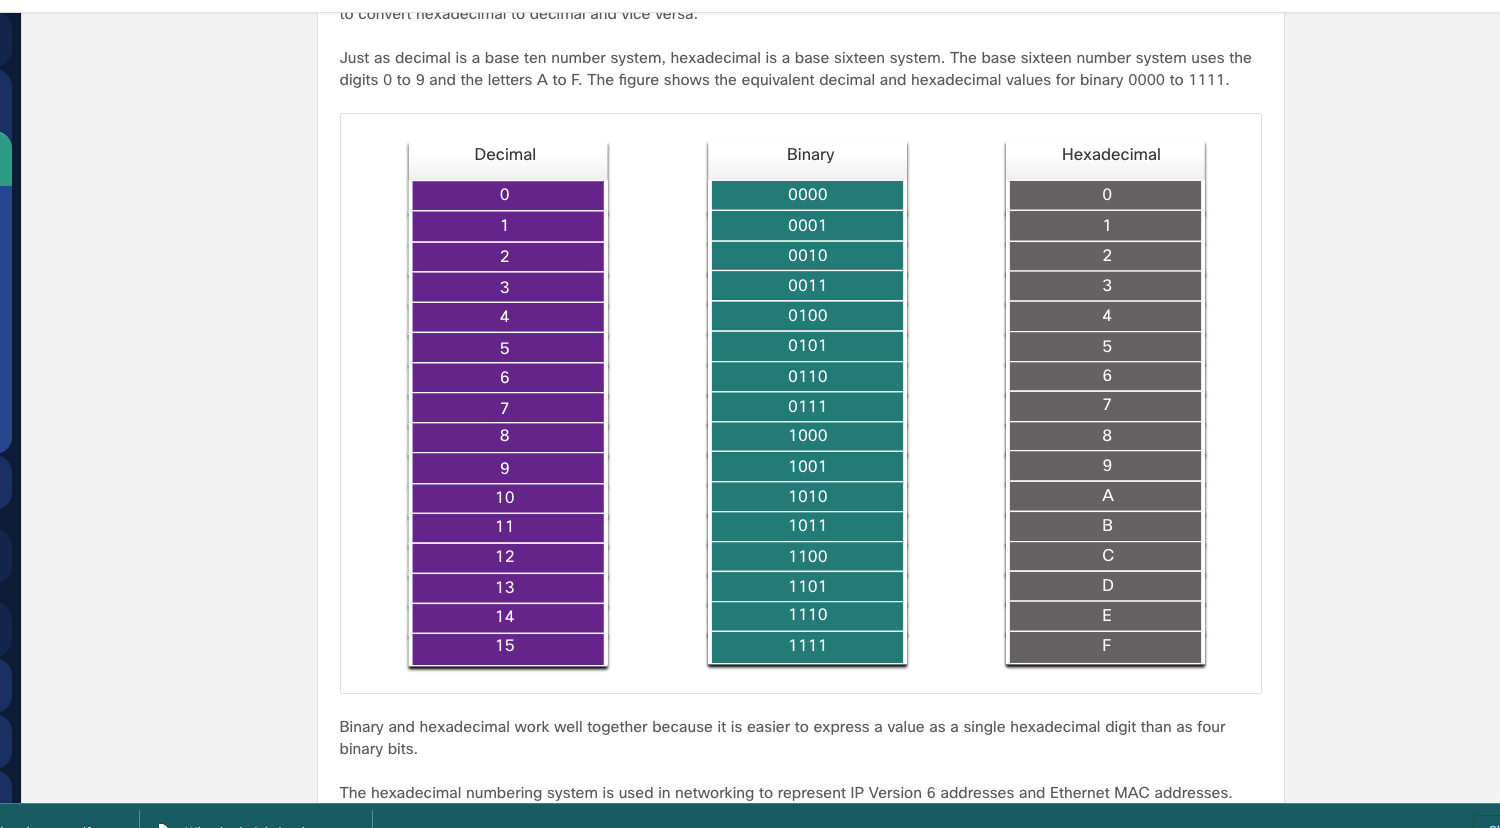 to convert hexadecimal to decimal and vice versa.
Just as decimal is a base ten number system, hexadecimal is a base sixteen system. The base sixteen number system uses the
digits 0 to 9 and the letters A to F. The figure shows the equivalent decimal and hexadecimal values for binary 0000 to 1111.
Decimal Binary Hexadecimal
0 0000 0
1 0001 1
2 0010 2
3 0011 3
4 0100 4
5 0101 5
6 0110 6
7 0111 7
8 1000 8
9 1001 9
10 1010 A
11 1011 B
12 1100 C
13 1101 D
14 1110 E
15 1111 F
Binary and hexadecimal work well together because it is easier to express a value as a single hexadecimal digit than as four
binary bits.
The hexadecimal numbering system is used in networking to represent IP Version 6 addresses and Ethernet MAC addresses.